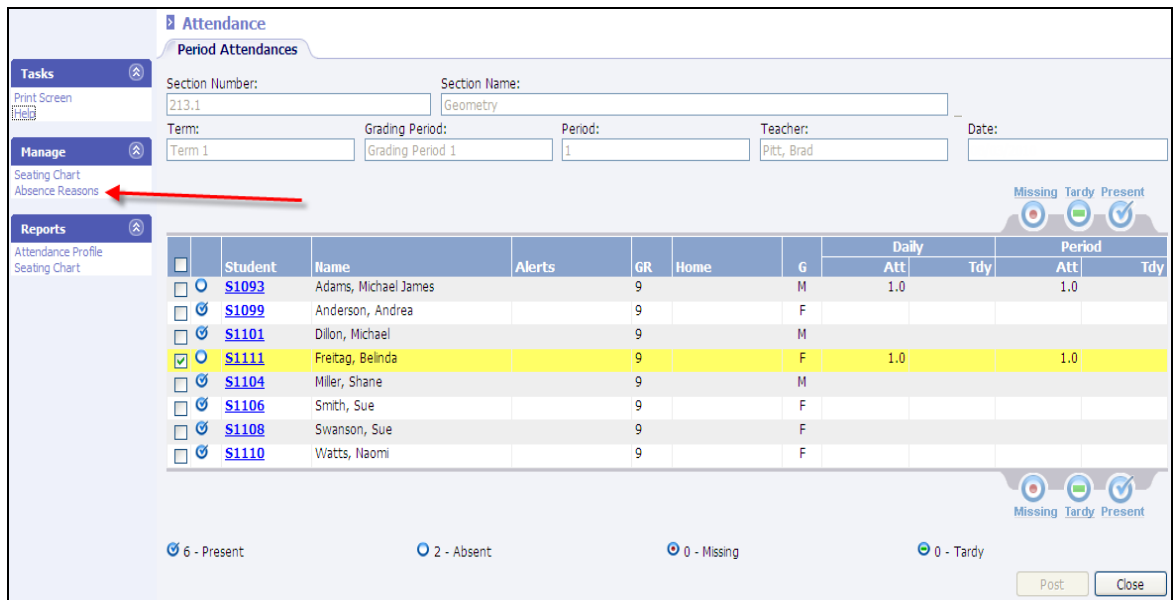 Attendance
Period Attendances
Tasks
Print Screen
Help
Manage
Seating Chart
Absence Reasons
Reports
Attendance Profile
Seating Chart
Section Number: Section Name:
213.1 Geometry
Term: Grading Period: Period: Teacher: Date:
Term 1 Grading Period 1 1 Pitt, Brad
Missing Tardy Present
Daily Period
Student Name Alerts GR Home G Att Tdy Att Tdy
S1093 Adams, Michael James 9 M 1.0 1.0
S1099 Anderson, Andrea 9 F
S1101 Dillon, Michael 9 M
S1111 Freitag, Belinda 9 F 1.0 1.0
S1104 Miller, Shane 9 M
S1106 Smith, Sue 9 F
S1108 Swanson, Sue 9 F
S1110 Watts, Naomi 9 F
Missing Tardy Present
6 - Present 2 - Absent 0 - Missing 0 - Tardy
Post Close